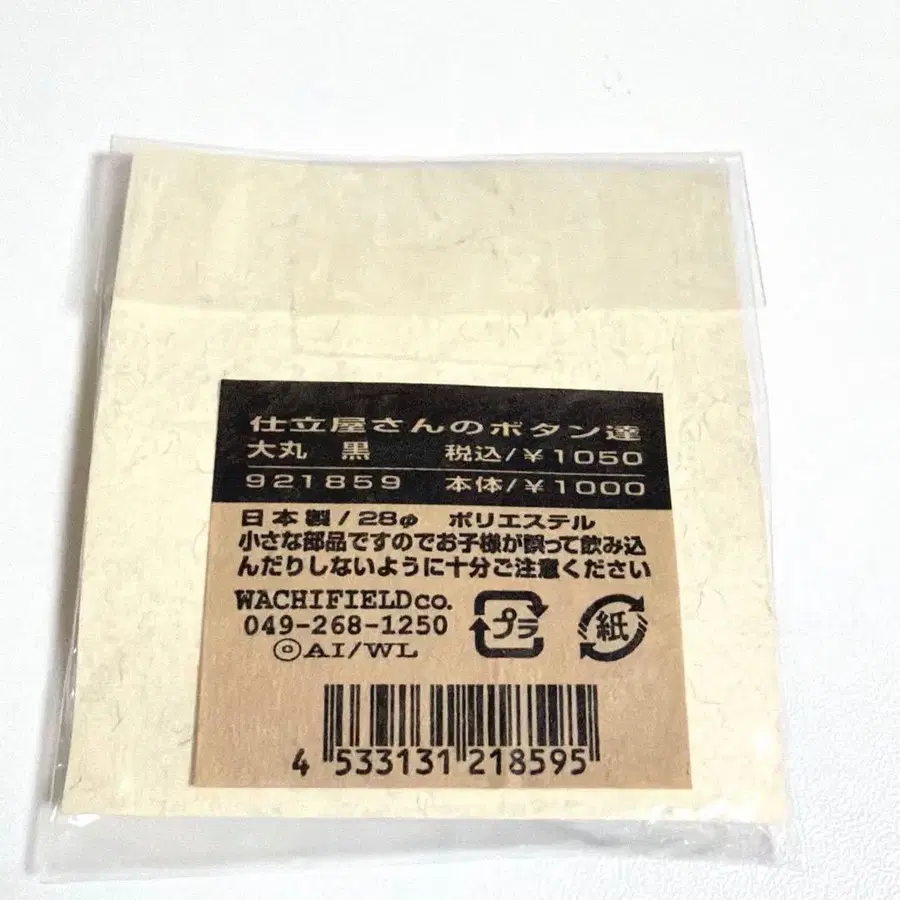 仕立屋さんのボタン達
大丸 黒 税込/¥1050
921859 本体/¥1000
日本製/28φ ポリエステル
小さな部品ですのでお子様が誤って飲み込
んだりしないように十分ご注意ください
WACHIFIELDco.
049-268-1250
©AI/WL
プラ 紙
4 533131 218595